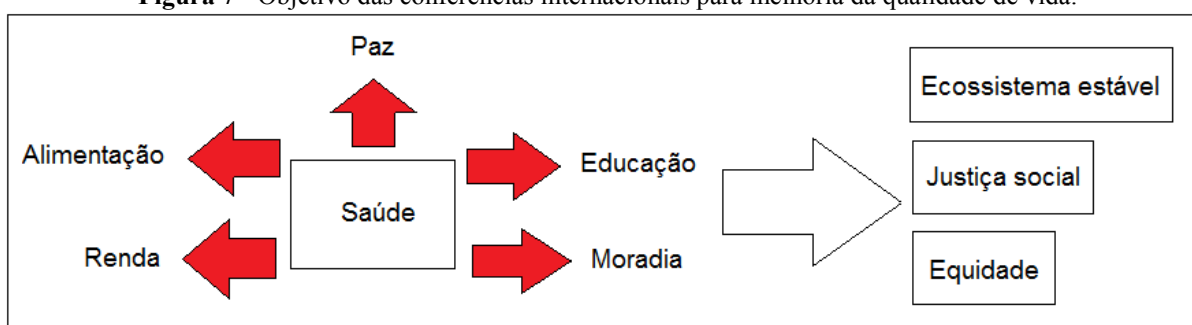 Figura 7 - Objetivo das conferências internacionais para memória da qualidade de vida.
Paz
Alimentação
Educação
Saúde
Renda
Moradia
Ecossistema estável
Justiça social
Equidade